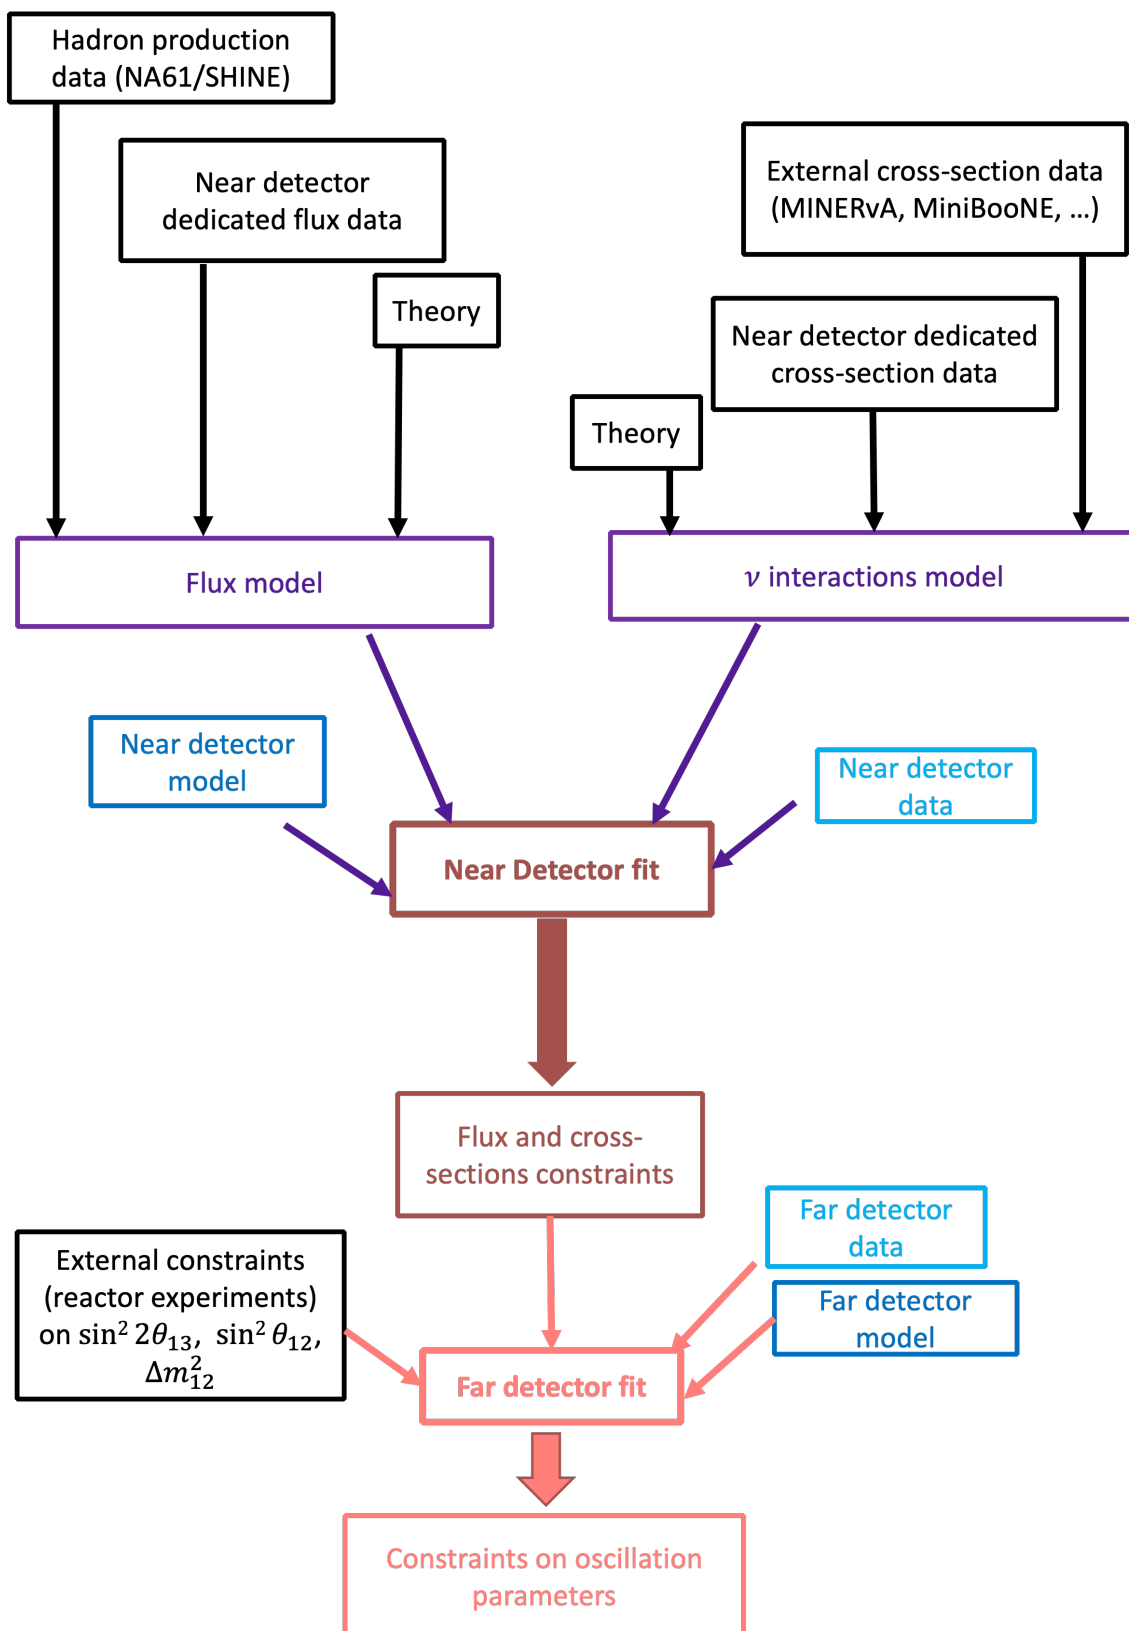 Hadron production
data (NA61/SHINE)
Near detector
dedicated flux data
Theory
External cross-section data
(MINERvA, MiniBooNE, ...)
Near detector dedicated
cross-section data
Theory
Flux model
ν interactions model
Near detector
model
Near detector
data
Near Detector fit
Flux and cross-
sections constraints
Far detector
data
External constraints
(reactor experiments)
on sin² 2θ₁₃, sin² θ₁₂,
Δm²₁₂
Far detector
model
Far detector fit
Constraints on oscillation
parameters